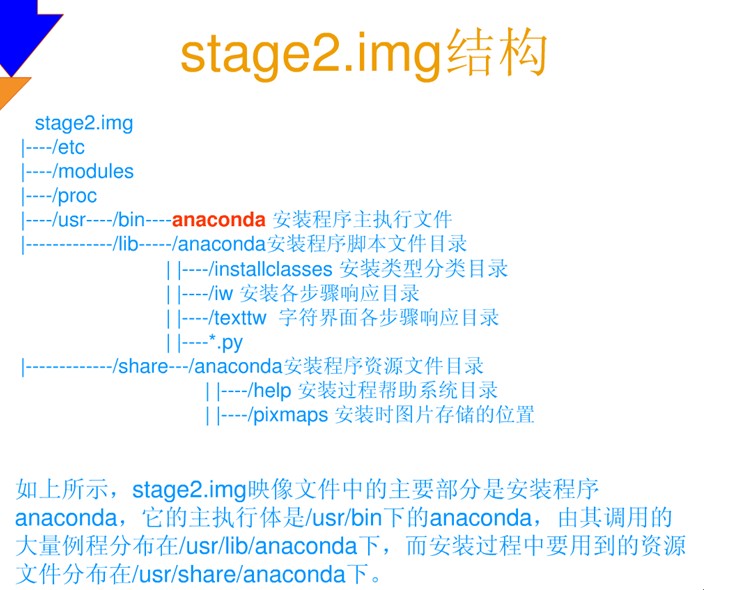 stage2.img结构
stage2.img
|----/etc
|----/modules
|----/proc
|----/usr----/bin----anaconda 安装程序主执行文件
|-------------/lib-----/anaconda安装程序脚本文件目录
| |----/installclasses 安装类型分类目录
| |----/iw 安装各步骤响应目录
| |----/texttw 字符界面各步骤响应目录
| |----*.py
|-------------/share---/anaconda安装程序资源文件目录
| |----/help 安装过程帮助系统目录
| |----/pixmaps 安装时图片存储的位置
如上所示，stage2.img映像文件中的主要部分是安装程序
anaconda，它的主执行体是/usr/bin下的anaconda，由其调用的
大量例程分布在/usr/lib/anaconda下，而安装过程中要用到的资源
文件分布在/usr/share/anaconda下。